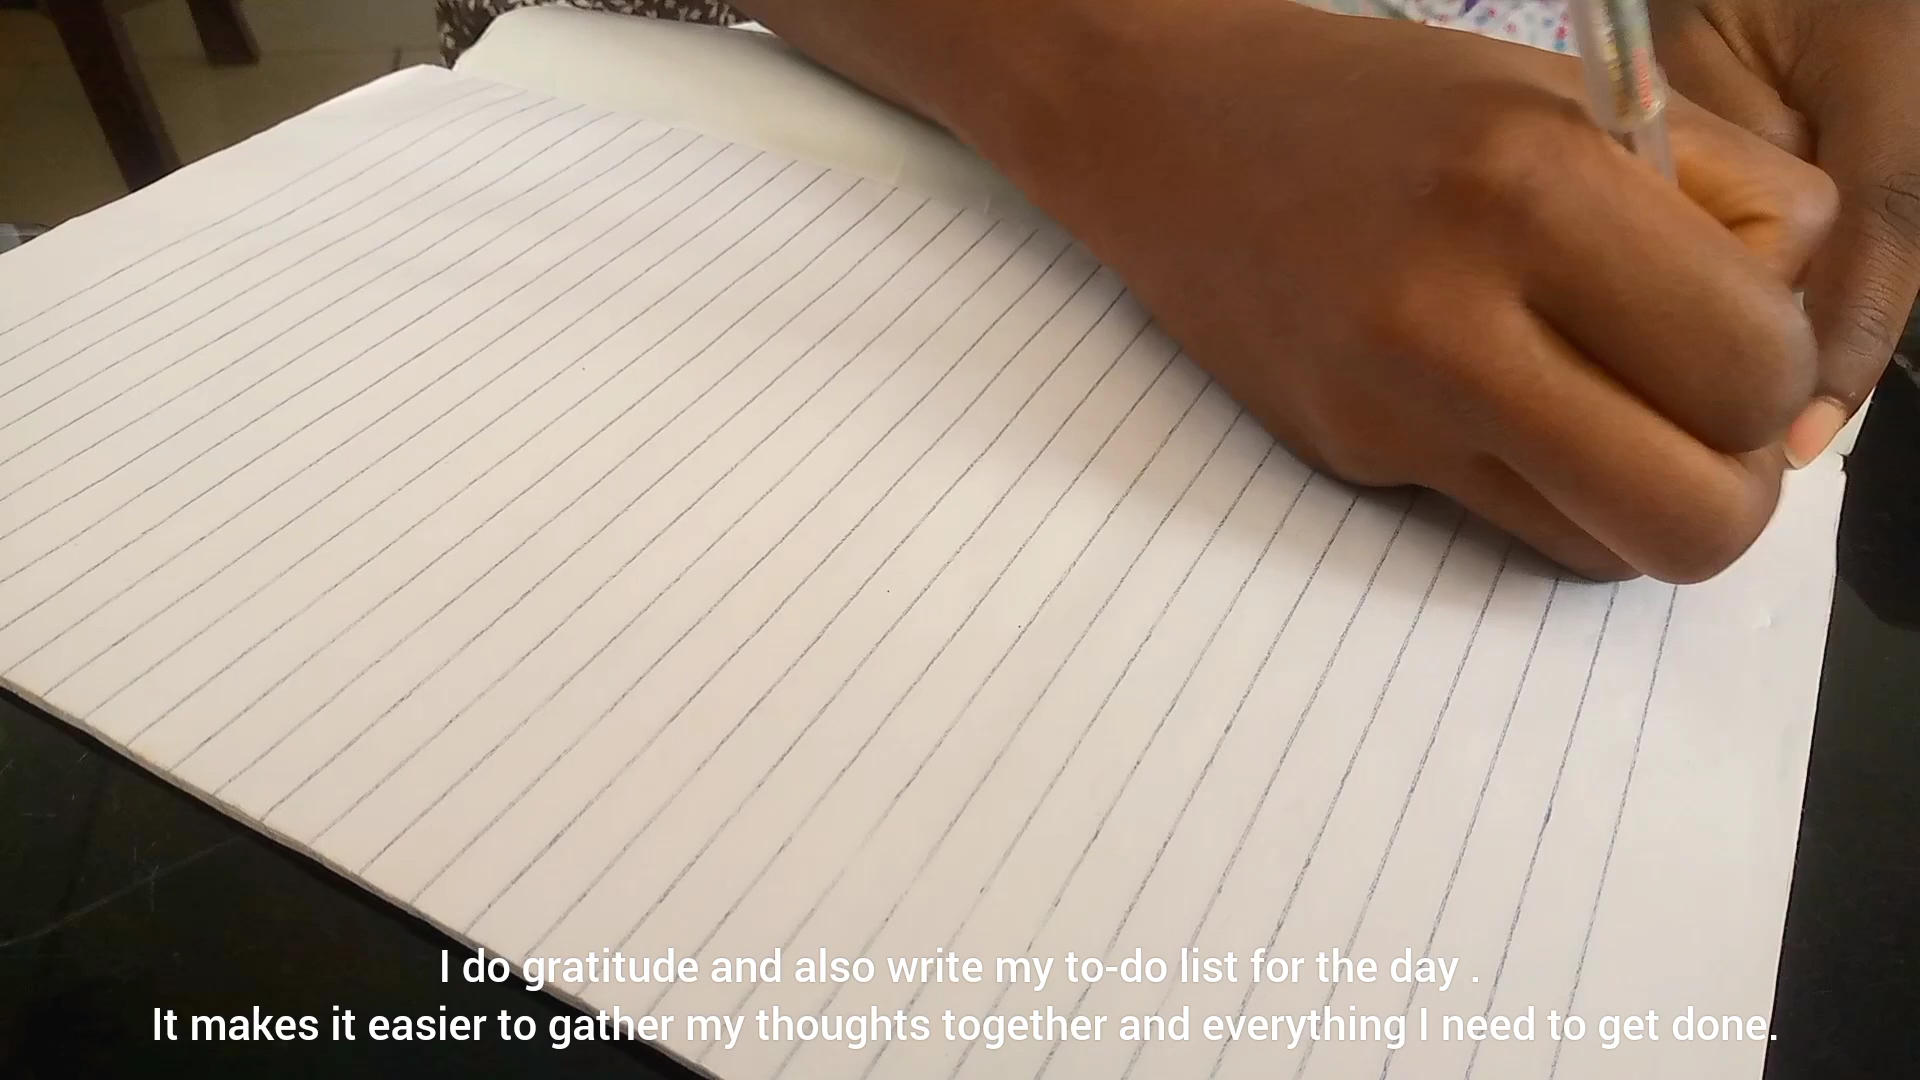 I do gratitude and also write my to-do list for the day .
It makes it easier to gather my thoughts together and everything I need to get done.